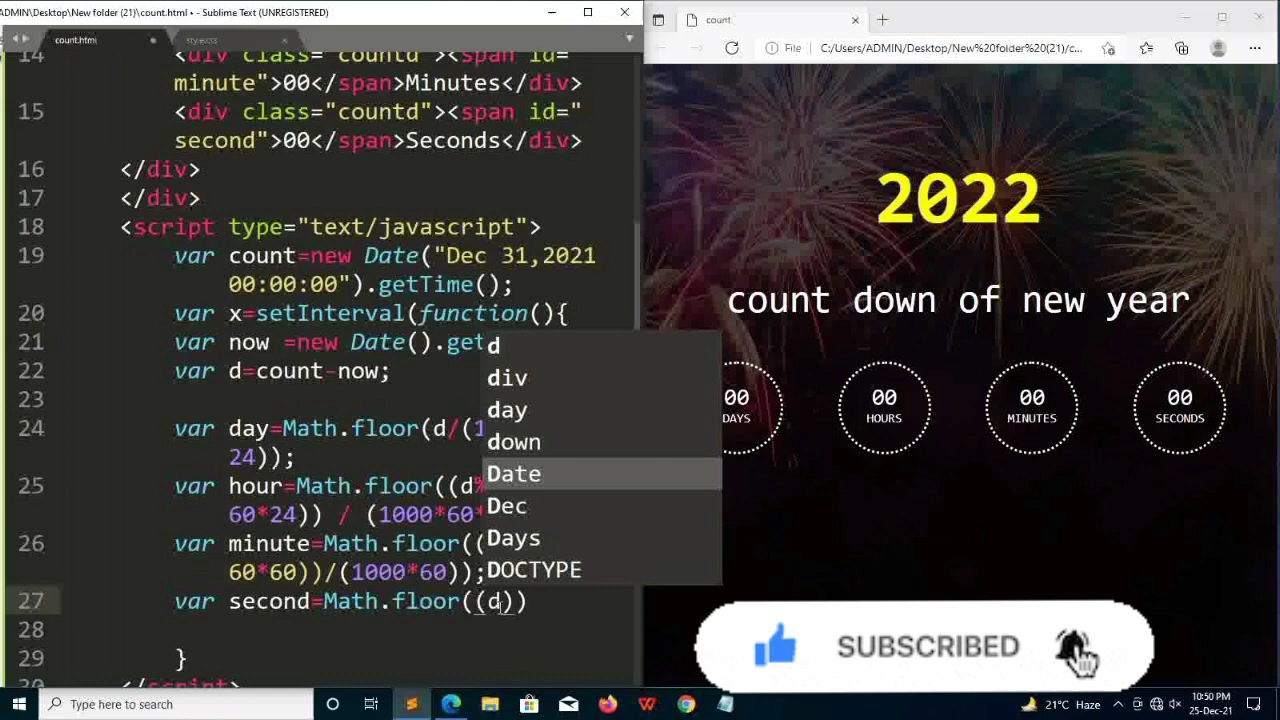 ADMIN\Desktop\New folder (21)\count.html • - Sublime Text (UNREGISTERED)
count.html
style.css
14 <div class="countd"><span id="
minute">00</span>Minutes</div>
15 <div class="countd"><span id="
second">00</span>Seconds</div>
16 </div>
17 </div>
18 <script type="text/javascript">
19 var count=new Date("Dec 31,2021
00:00:00").getTime();
20 var x=setInterval(function(){
21 var now =new Date().get
22 var d=count-now;
23
24 var day=Math.floor(d/(1
24));
25 var hour=Math.floor((d%
60*24)) / (1000*60*
26 var minute=Math.floor((
60*60))/(1000*60));
27 var second=Math.floor((d))
28
29 }
</script>
d
div
day
down
Date
Dec
Days
DOCTYPE
count
File C:/Users/ADMIN/Desktop/New%20folder%20(21)/c...
2022
count down of new year
00
DAYS
00
HOURS
00
MINUTES
00
SECONDS
SUBSCRIBED
Type here to search
21°C Haze
10:50 PM
25-Dec-21